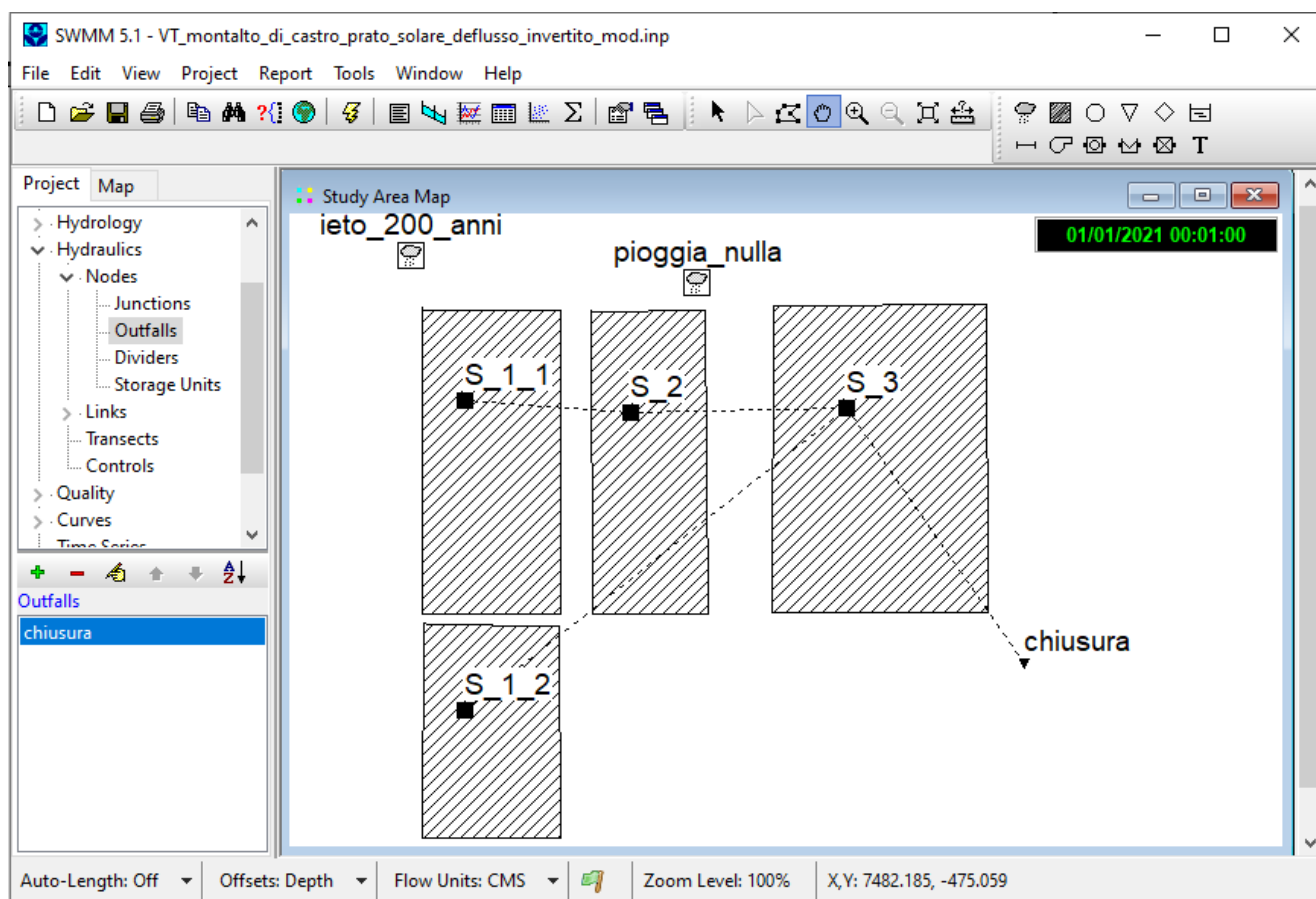 SWMM 5.1 - VT_montalto_di_castro_prato_solare_deflusso_invertito_mod.inp
File Edit View Project Report Tools Window Help
Project Map
Hydrology
Hydraulics
Nodes
Junctions
Outfalls
Dividers
Storage Units
Links
Transects
Controls
Quality
Curves
Time Series
Outfalls
chiusura
Study Area Map
01/01/2021 00:01:00
ieto_200_anni
pioggia_nulla
S_1_1
S_2
S_3
S_1_2
chiusura
Auto-Length: Off Offsets: Depth Flow Units: CMS Zoom Level: 100% X,Y: 7482.185, -475.059